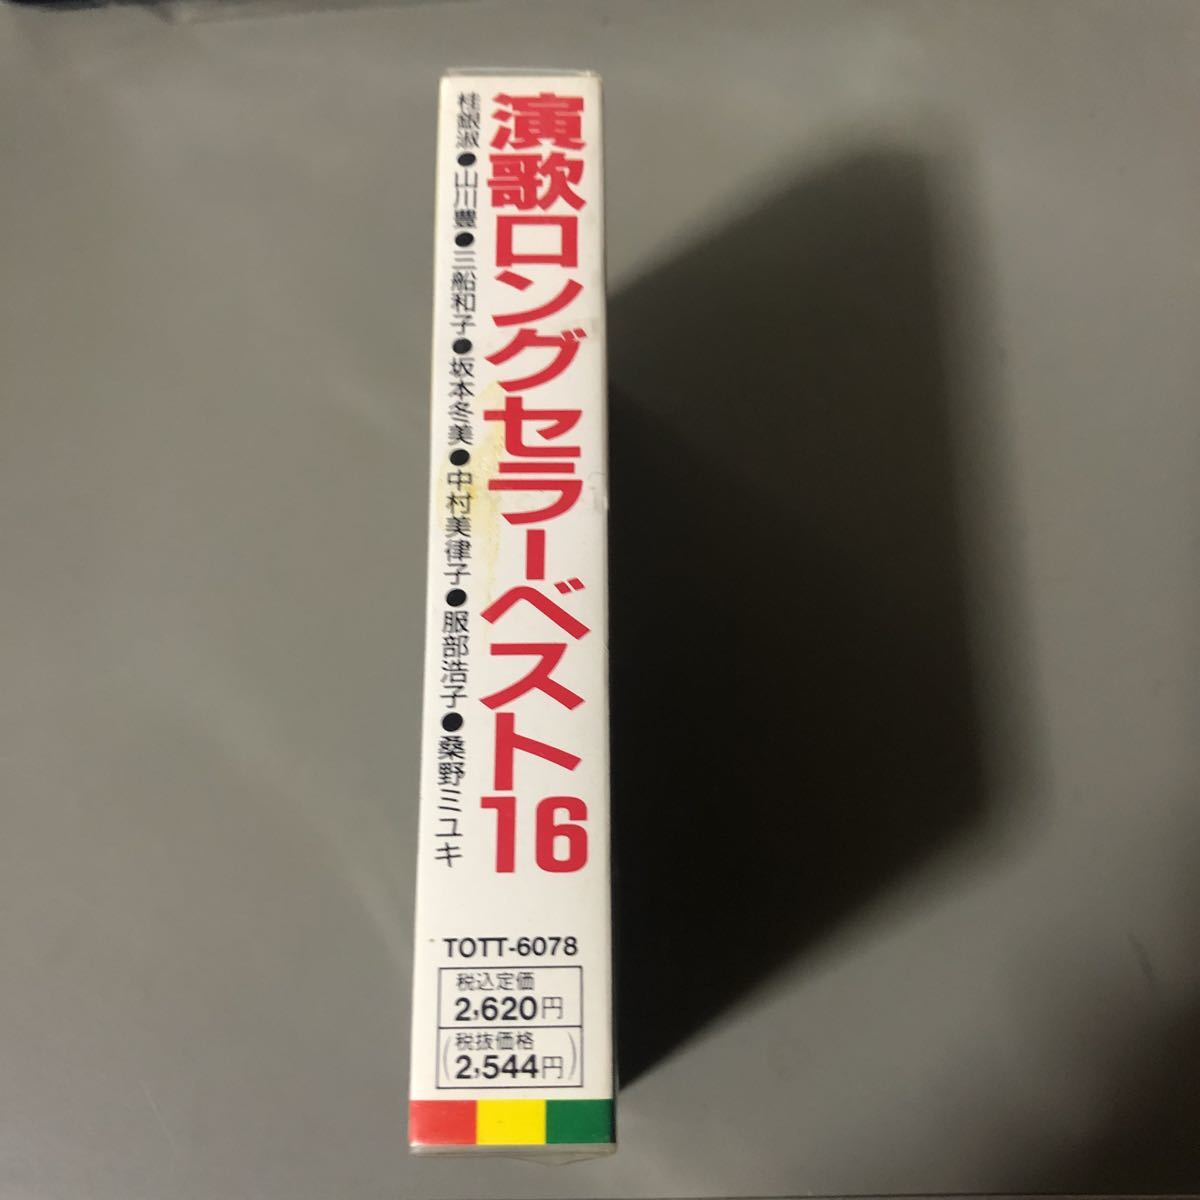 演歌ロングセラーベスト16
桂銀淑●山川豊●三船和子●坂本冬美●中村美律子●服部浩子●桑野ミユキ
TOTT-6078
税込定価
2,620円
(税抜価格
2,544円)